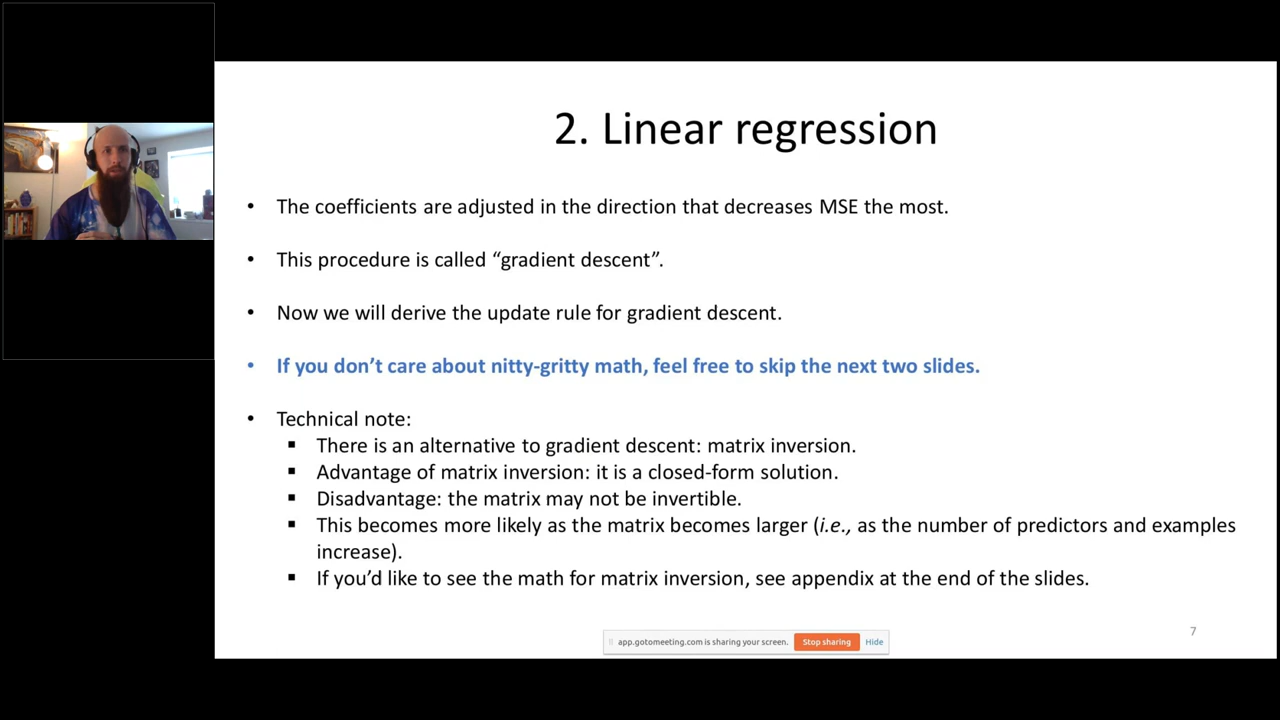 2. Linear regression
• The coefficients are adjusted in the direction that decreases MSE the most.
• This procedure is called “gradient descent”.
• Now we will derive the update rule for gradient descent.
• If you don’t care about nitty-gritty math, feel free to skip the next two slides.
• Technical note:
▪ There is an alternative to gradient descent: matrix inversion.
▪ Advantage of matrix inversion: it is a closed-form solution.
▪ Disadvantage: the matrix may not be invertible.
▪ This becomes more likely as the matrix becomes larger (i.e., as the number of predictors and examples
increase).
▪ If you’d like to see the math for matrix inversion, see appendix at the end of the slides.
7
app.gotomeeting.com is sharing your screen. Stop sharing Hide